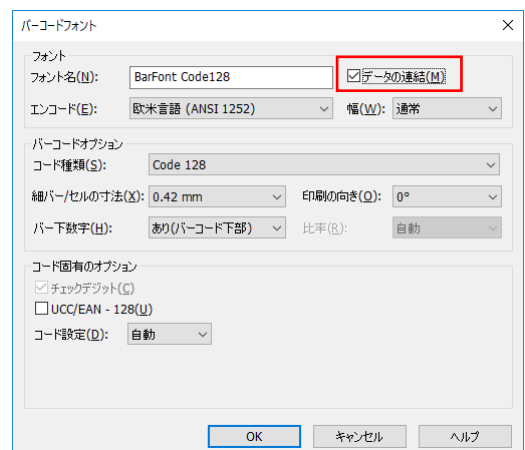 バーコードフォント
フォント
フォント名(N): BarFont Code128 データの連結(M)
エンコード(E): 欧米言語 (ANSI 1252) 幅(W): 通常
バーコードオプション
コード種類(S): Code 128
細バー/セルの寸法(X): 0.42 mm 印刷の向き(O): 0°
バー下数字(H): あり(バーコード下部) 比率(R): 自動
コード固有のオプション
チェックデジット(C)
UCC/EAN - 128(U)
コード設定(D): 自動
OK キャンセル ヘルプ